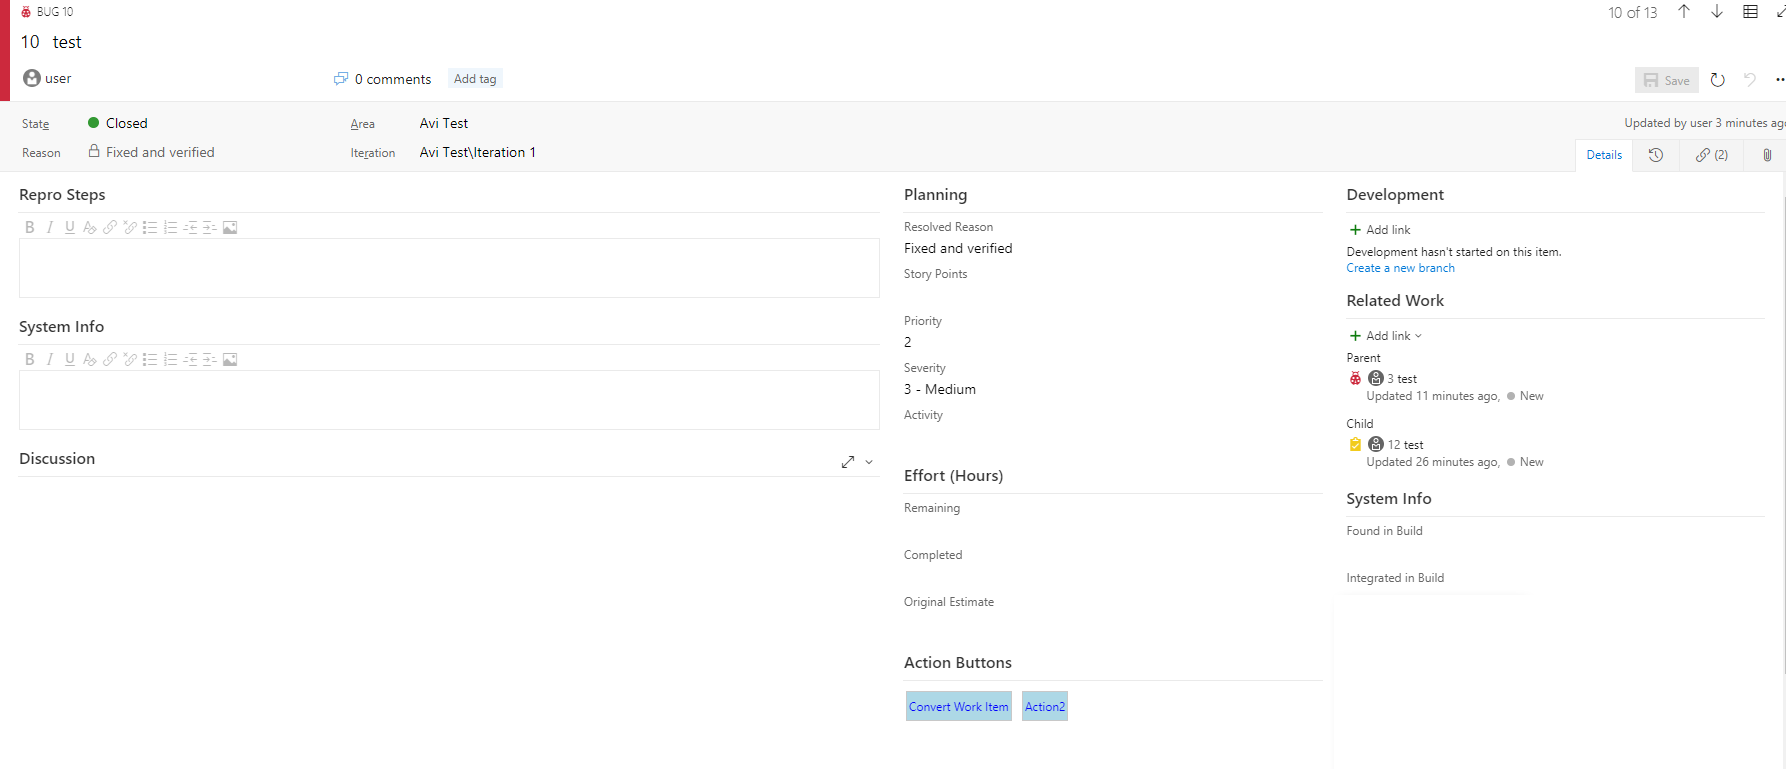 BUG 10
10 of 13
10 test
user
0 comments
Add tag
Save
State
Closed
Area
Avi Test
Updated by user 3 minutes ago
Reason
Fixed and verified
Iteration
Avi Test\Iteration 1
Details
(2)
Repro Steps
B I U A
System Info
B I U A
Discussion
Planning
Resolved Reason
Fixed and verified
Story Points
Priority
2
Severity
3 - Medium
Activity
Effort (Hours)
Remaining
Completed
Original Estimate
Action Buttons
Convert Work Item
Action2
Development
+ Add link
Development hasn't started on this item.
Create a new branch
Related Work
+ Add link
Parent
3 test
Updated 11 minutes ago, New
Child
12 test
Updated 26 minutes ago, New
System Info
Found in Build
Integrated in Build